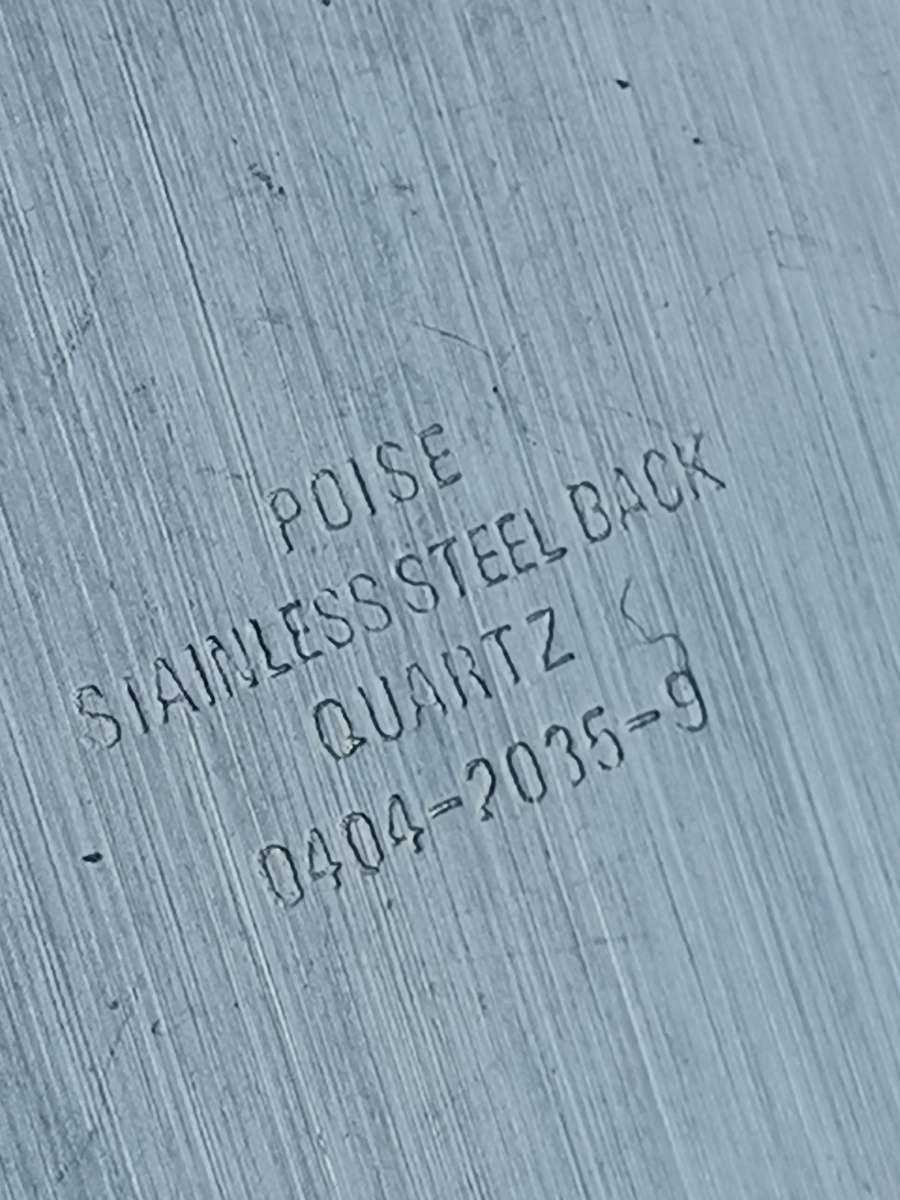 POISE
STAINLESS STEEL BACK
QUARTZ
0404-2035-9